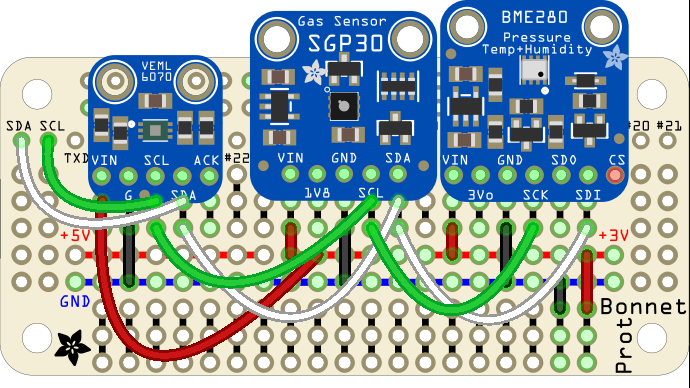 VEML
6070
VIN SCL ACK
G SDA
Gas Sensor
SGP30
VIN GND SDA
1V8 SCL
BME280
Pressure
Temp+Humidity
VIN GND SDO CS
3Vo SCK SDI
SDA SCL
TXD
#22
#20 #21
+5V
+3V
GND
Bonnet
Prot